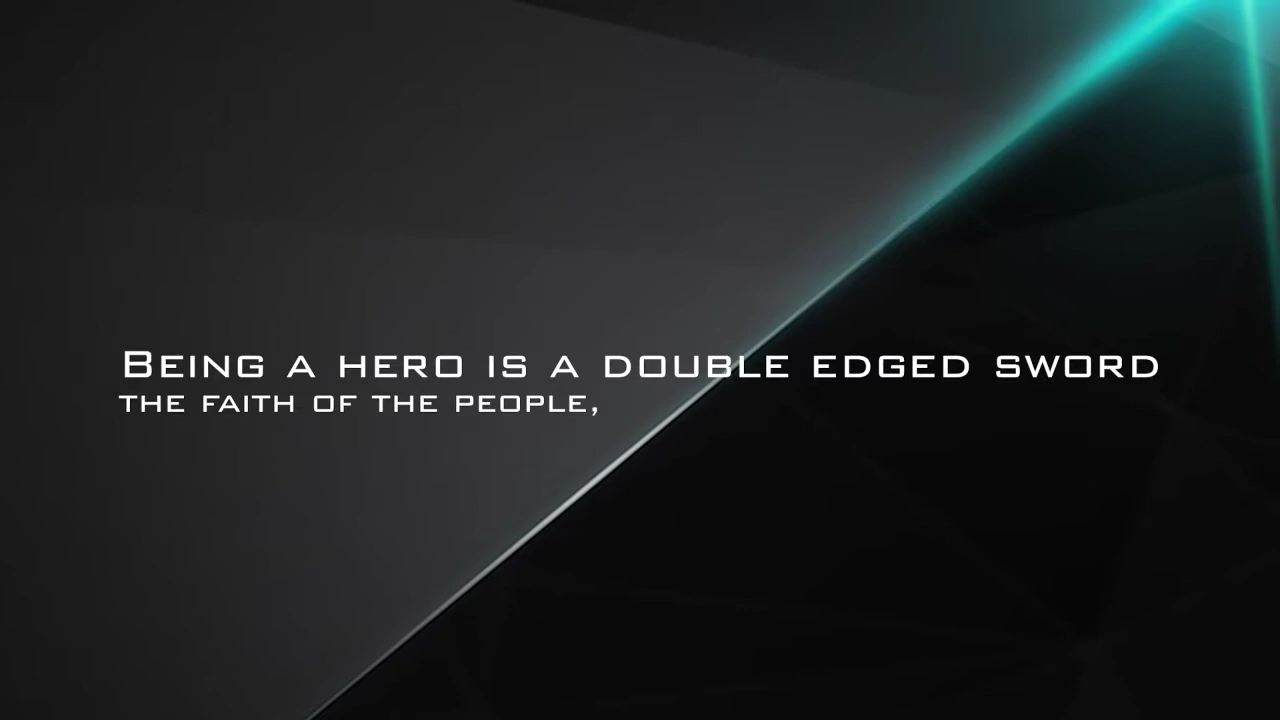 Being a hero is a double edged sword
the faith of the people,